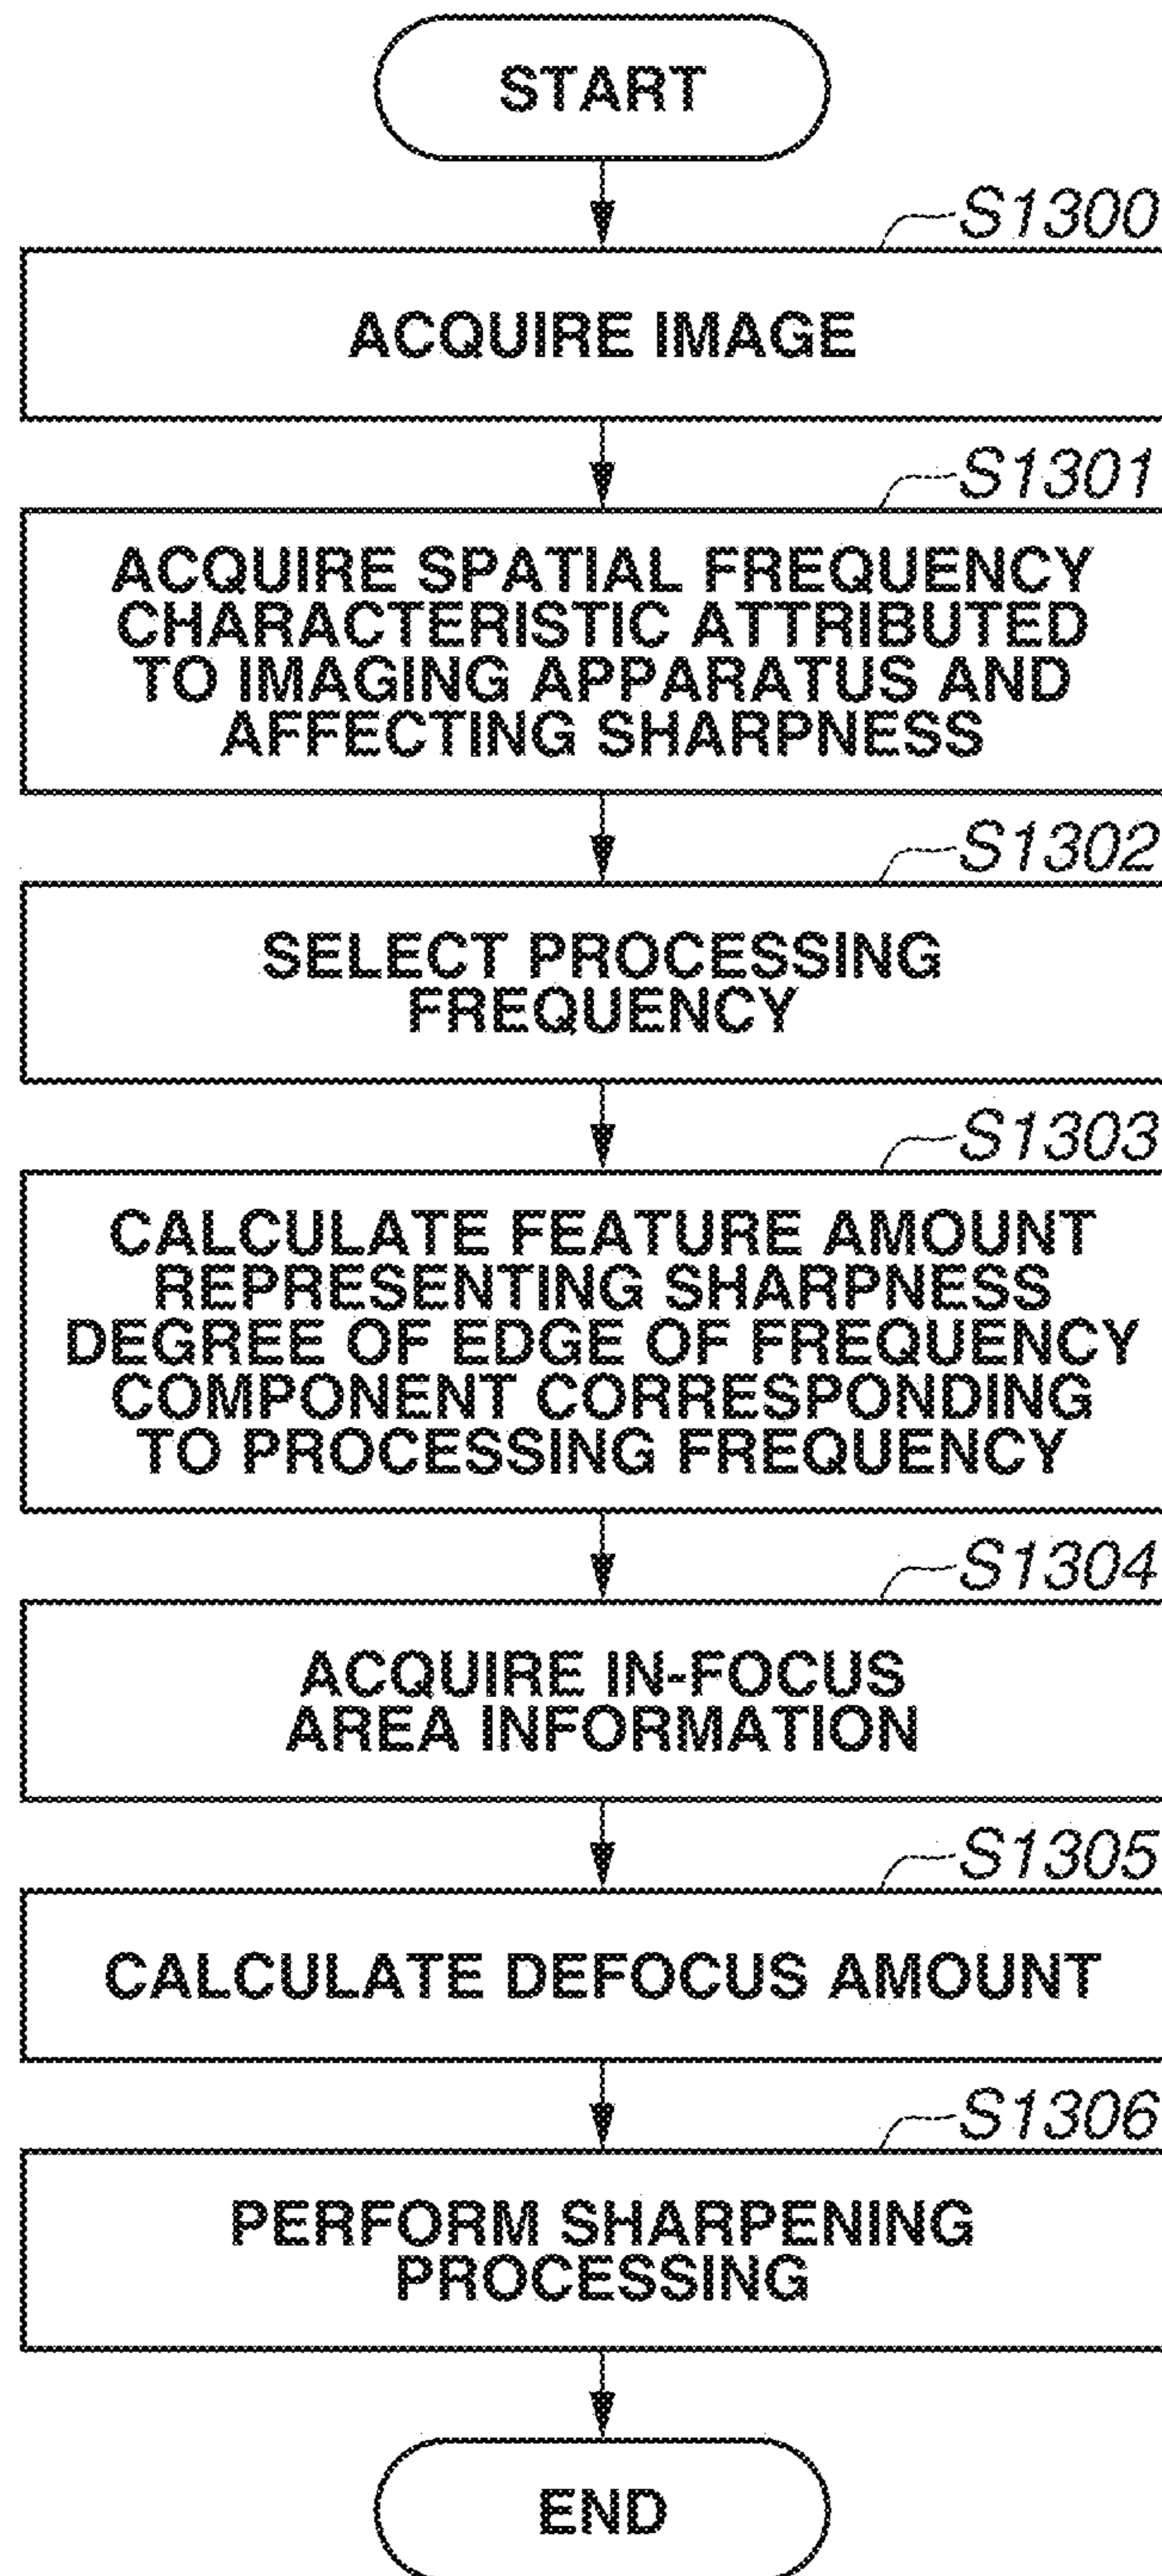 START
S1300
ACQUIRE IMAGE
S1301
ACQUIRE SPATIAL FREQUENCY
CHARACTERISTIC ATTRIBUTED
TO IMAGING APPARATUS AND
AFFECTING SHARPNESS
S1302
SELECT PROCESSING
FREQUENCY
S1303
CALCULATE FEATURE AMOUNT
REPRESENTING SHARPNESS
DEGREE OF EDGE OF FREQUENCY
COMPONENT CORRESPONDING
TO PROCESSING FREQUENCY
S1304
ACQUIRE IN-FOCUS
AREA INFORMATION
S1305
CALCULATE DEFOCUS AMOUNT
S1306
PERFORM SHARPENING
PROCESSING
END